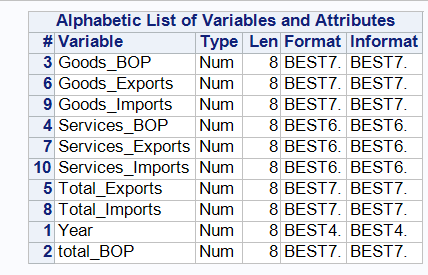 Alphabetic List of Variables and Attributes
# Variable Type Len Format Informat
3 Goods_BOP Num 8 BEST7. BEST7.
6 Goods_Exports Num 8 BEST7. BEST7.
9 Goods_Imports Num 8 BEST7. BEST7.
4 Services_BOP Num 8 BEST6. BEST6.
7 Services_Exports Num 8 BEST6. BEST6.
10 Services_Imports Num 8 BEST6. BEST6.
5 Total_Exports Num 8 BEST7. BEST7.
8 Total_Imports Num 8 BEST7. BEST7.
1 Year Num 8 BEST4. BEST4.
2 total_BOP Num 8 BEST7. BEST7.